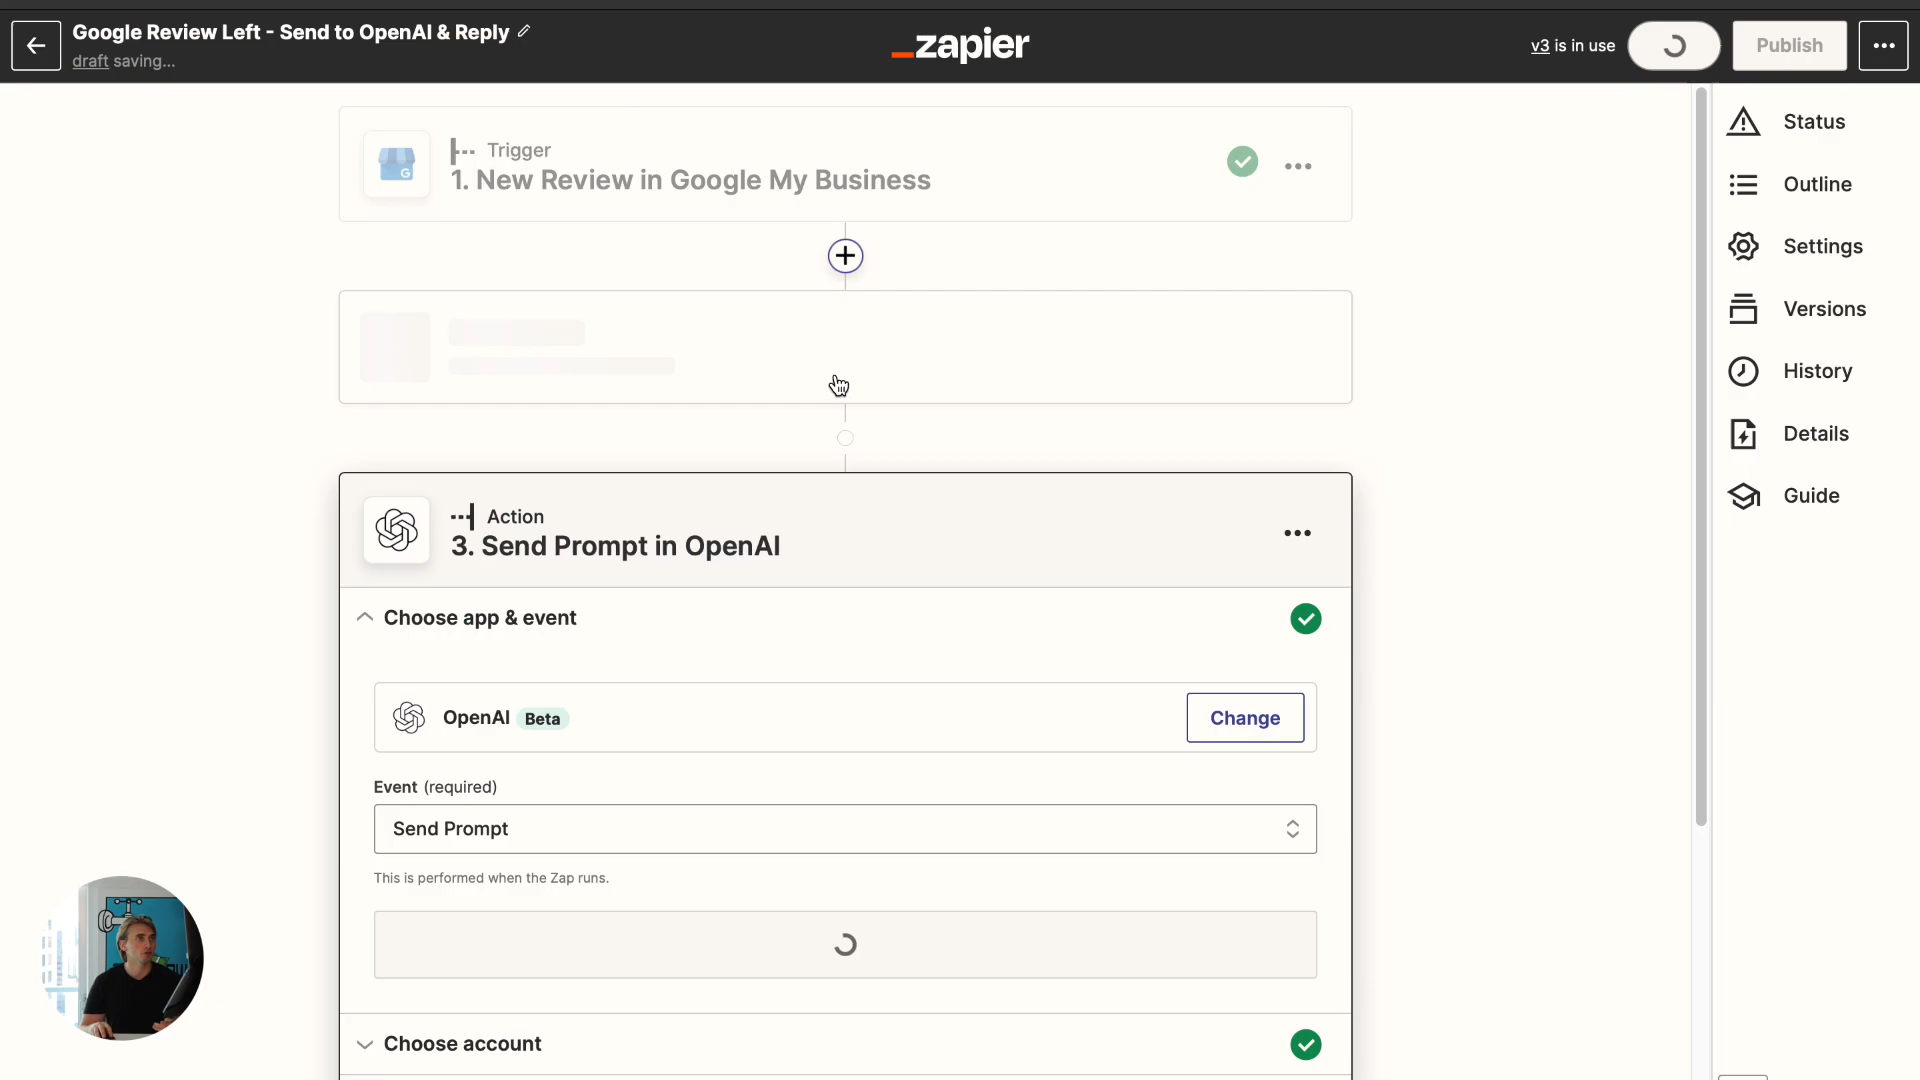 Google Review Left - Send to OpenAI & Reply
draft saving...
_zapier
v3 is in use
Publish
Trigger
1. New Review in Google My Business
Action
3. Send Prompt in OpenAI
Choose app & event
OpenAI Beta
Change
Event (required)
Send Prompt
This is performed when the Zap runs.
Choose account
Status
Outline
Settings
Versions
History
Details
Guide